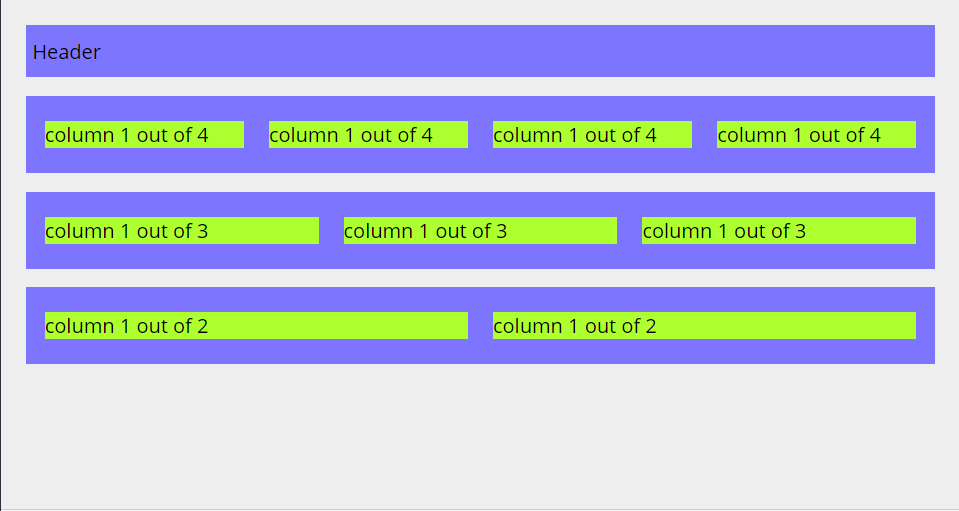 Header
column 1 out of 4 column 1 out of 4 column 1 out of 4 column 1 out of 4
column 1 out of 3 column 1 out of 3 column 1 out of 3
column 1 out of 2 column 1 out of 2